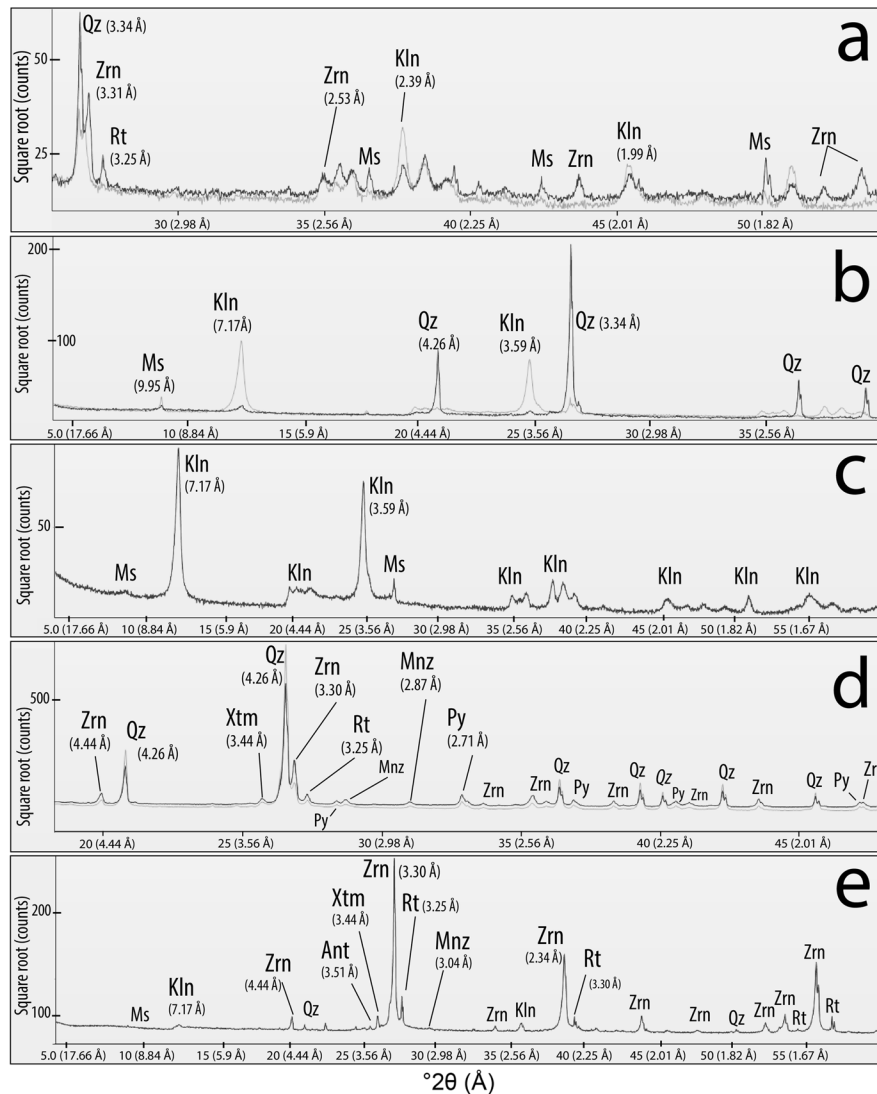 a
Square root (counts)
Qz (3.34 Å)
50
Zrn
(3.31 Å)
Rt
(3.25 Å)
25
Zrn
(2.53 Å)
Ms
Kln
(2.39 Å)
Ms
Zrn
Kln
(1.99 Å)
Ms
Zrn
30 (2.98 Å) 35 (2.56 Å) 40 (2.25 Å) 45 (2.01 Å) 50 (1.82 Å)
b
Square root (counts)
200
100
Ms
(9.95 Å)
Kln
(7.17Å)
Qz
(4.26 Å)
Kln
(3.59 Å)
Qz (3.34 Å)
Qz
Qz
5.0 (17.66 Å) 10 (8.84 Å) 15 (5.9 Å) 20 (4.44 Å) 25 (3.56 Å) 30 (2.98 Å) 35 (2.56 Å)
c
Square root (counts)
50
Ms
Kln
(7.17 Å)
Kln
Kln
(3.59 Å)
Ms
Kln
Kln
Kln
Kln
Kln
5.0 (17.66 Å) 10 (8.84 Å) 15 (5.9 Å) 20 (4.44 Å) 25 (3.56 Å) 30 (2.98 Å) 35 (2.56 Å) 40 (2.25 Å) 45 (2.01 Å) 50 (1.82 Å) 55 (1.67 Å)
d
Square root (counts)
500
Zrn
(4.44 Å)
Qz
(4.26 Å)
Xtm
(3.44 Å)
Qz
(4.26 Å)
Zrn
(3.30 Å)
Rt
(3.25 Å)
Py
Mnz
Mnz
(2.87 Å)
Py
(2.71 Å)
Zrn
Zrn
Qz
Py
Zrn
Qz
Qz
Py
Zrn
Qz
Zrn
Qz
Py
Zr
20 (4.44 Å) 25 (3.56 Å) 30 (2.98 Å) 35 (2.56 Å) 40 (2.25 Å) 45 (2.01 Å)
e
Square root (counts)
200
100
Ms
Kln
(7.17 Å)
Zrn
(4.44 Å)
Qz
Ant
(3.51 Å)
Xtm
(3.44 Å)
Zrn (3.30 Å)
Rt (3.25 Å)
Mnz
(3.04 Å)
Zrn
Kln
Zrn
(2.34 Å)
Rt
(3.30 Å)
Zrn
Zrn
Qz
Zrn
Zrn
Rt
Zrn
Rt
5.0 (17.66 Å) 10 (8.84 Å) 15 (5.9 Å) 20 (4.44 Å) 25 (3.56 Å) 30 (2.98 Å) 35 (2.56 Å) 40 (2.25 Å) 45 (2.01 Å) 50 (1.82 Å) 55 (1.67 Å)
°2θ (Å)